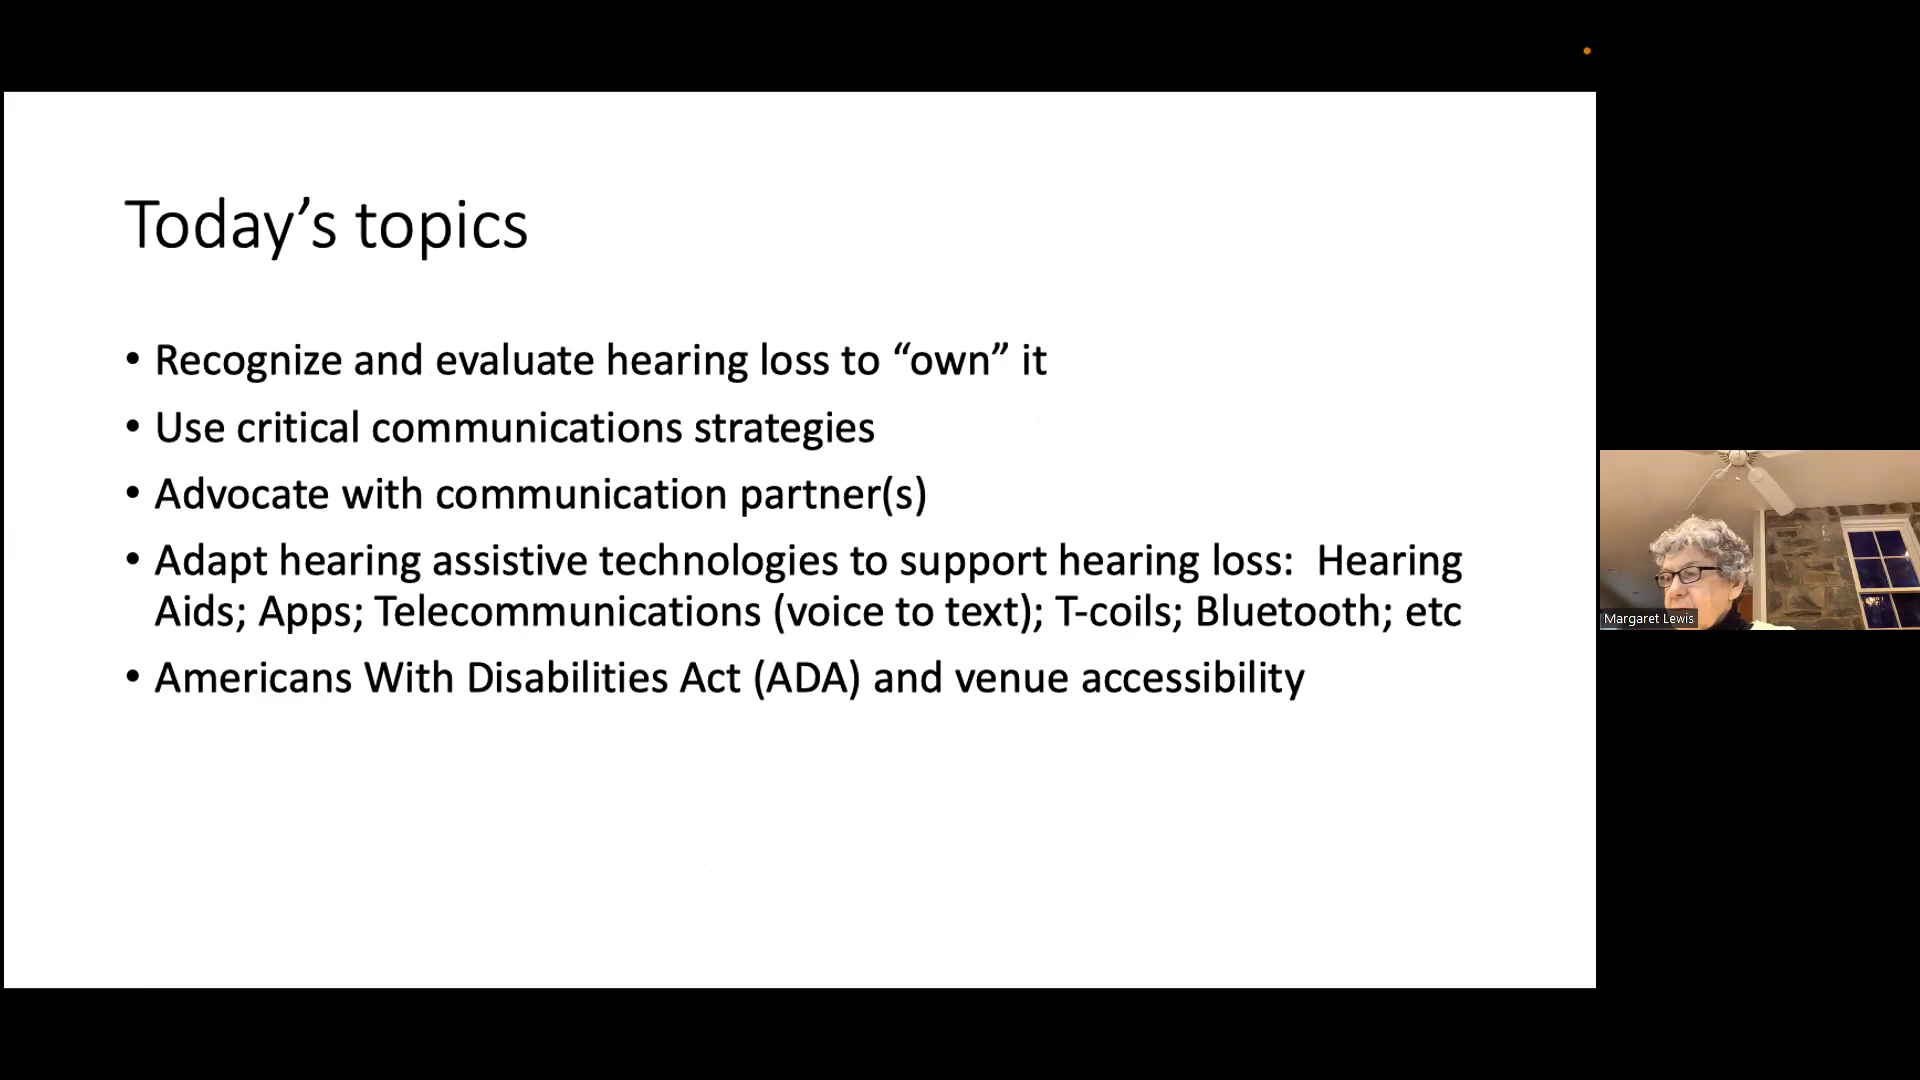 Today’s topics
• Recognize and evaluate hearing loss to “own” it
• Use critical communications strategies
• Advocate with communication partner(s)
• Adapt hearing assistive technologies to support hearing loss:  Hearing
Aids; Apps; Telecommunications (voice to text); T-coils; Bluetooth; etc
• Americans With Disabilities Act (ADA) and venue accessibility
Margaret Lewis